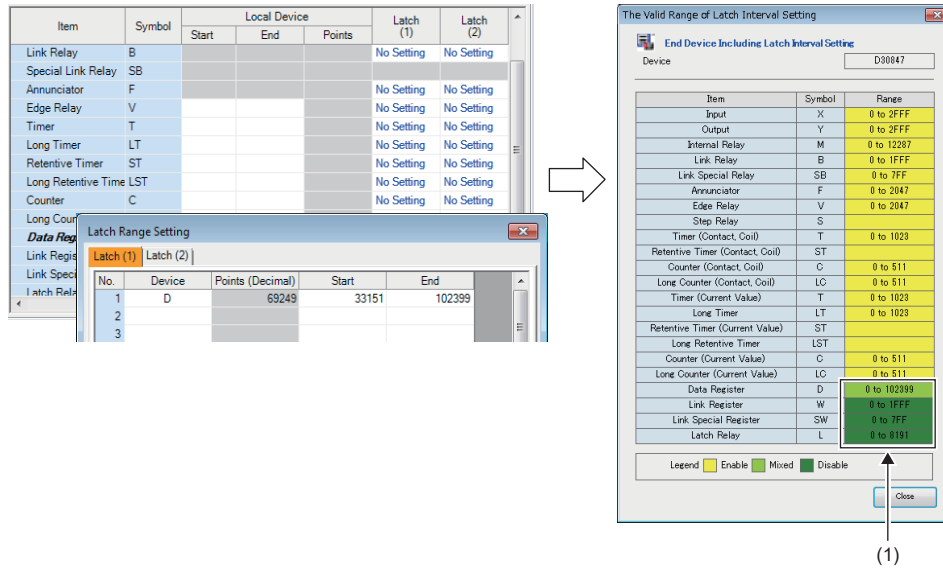 Item Symbol Local Device Latch (1) Latch (2)
Start End Points
Link Relay B No Setting No Setting
Special Link Relay SB
Annunciator F No Setting No Setting
Edge Relay V No Setting No Setting
Timer T No Setting No Setting
Long Timer LT No Setting No Setting
Retentive Timer ST No Setting No Setting
Long Retentive Time LST No Setting No Setting
Counter C No Setting No Setting
Long Coun
Data Reg
Link Regis
Link Speci
Latch Rela
Latch Range Setting
Latch (1) Latch (2)
No. Device Points (Decimal) Start End
1 D 69249 33151 102399
2
3
The Valid Range of Latch Interval Setting
End Device Including Latch Interval Setting
Device D30847
Item Symbol Range
Input X 0 to 2FFF
Output Y 0 to 2FFF
Internal Relay M 0 to 12287
Link Relay B 0 to 1FFF
Link Special Relay SB 0 to 7FF
Annunciator F 0 to 2047
Edge Relay V 0 to 2047
Step Relay S
Timer (Contact, Coil) T 0 to 1023
Retentive Timer (Contact, Coil) ST
Counter (Contact, Coil) C 0 to 511
Long Counter (Contact, Coil) LC 0 to 511
Timer (Current Value) T 0 to 1023
Long Timer LT 0 to 1023
Retentive Timer (Current Value) ST
Long Retentive Timer LST
Counter (Current Value) C 0 to 511
Long Counter (Current Value) LC 0 to 511
Data Register D 0 to 102399
Link Register W 0 to 1FFF
Link Special Register SW 0 to 7FF
Latch Relay L 0 to 8191
Legend Enable Mixed Disable
Close
(1)